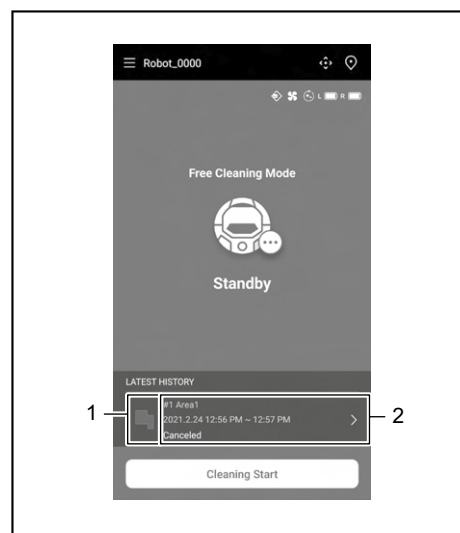 Robot_0000
L R
Free Cleaning Mode
Standby
LATEST HISTORY
#1 Area1
2021.2.24 12:56 PM ~ 12:57 PM
Canceled
1
2
Cleaning Start